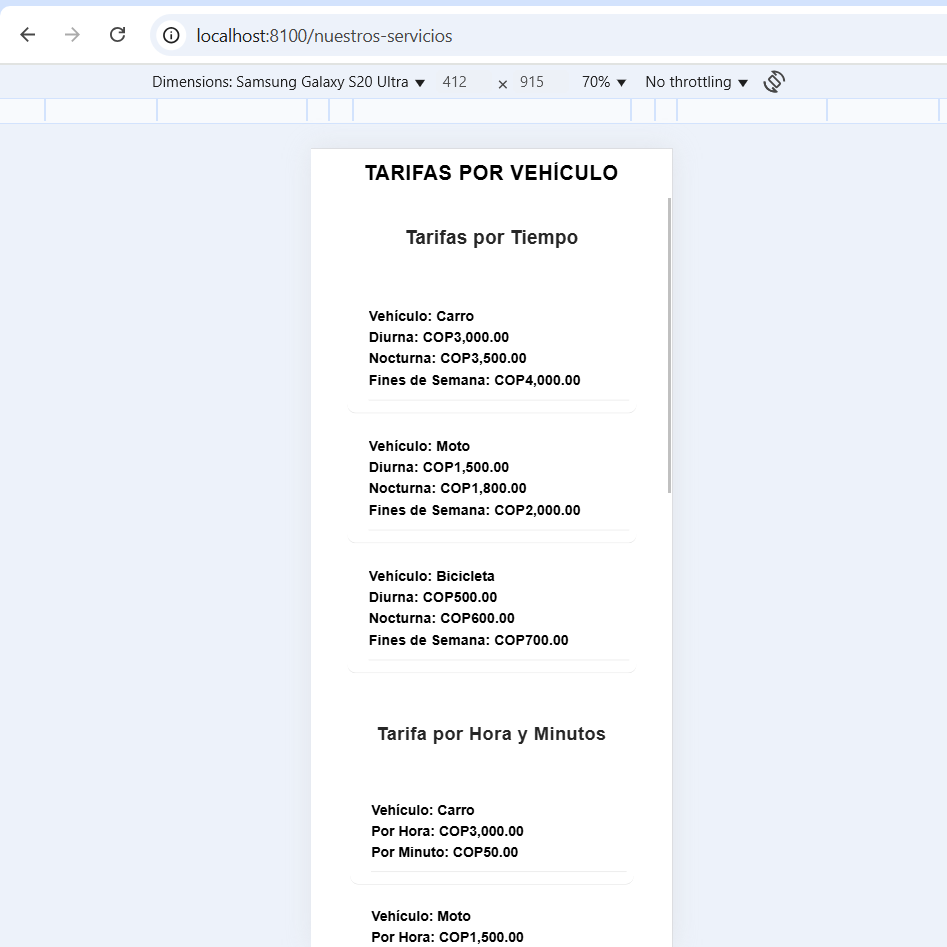 localhost:8100/nuestros-servicios
Dimensions: Samsung Galaxy S20 Ultra ▼ 412 × 915 70% ▼ No throttling ▼
TARIFAS POR VEHÍCULO
Tarifas por Tiempo
Vehículo: Carro
Diurna: COP3,000.00
Nocturna: COP3,500.00
Fines de Semana: COP4,000.00
Vehículo: Moto
Diurna: COP1,500.00
Nocturna: COP1,800.00
Fines de Semana: COP2,000.00
Vehículo: Bicicleta
Diurna: COP500.00
Nocturna: COP600.00
Fines de Semana: COP700.00
Tarifa por Hora y Minutos
Vehículo: Carro
Por Hora: COP3,000.00
Por Minuto: COP50.00
Vehículo: Moto
Por Hora: COP1,500.00